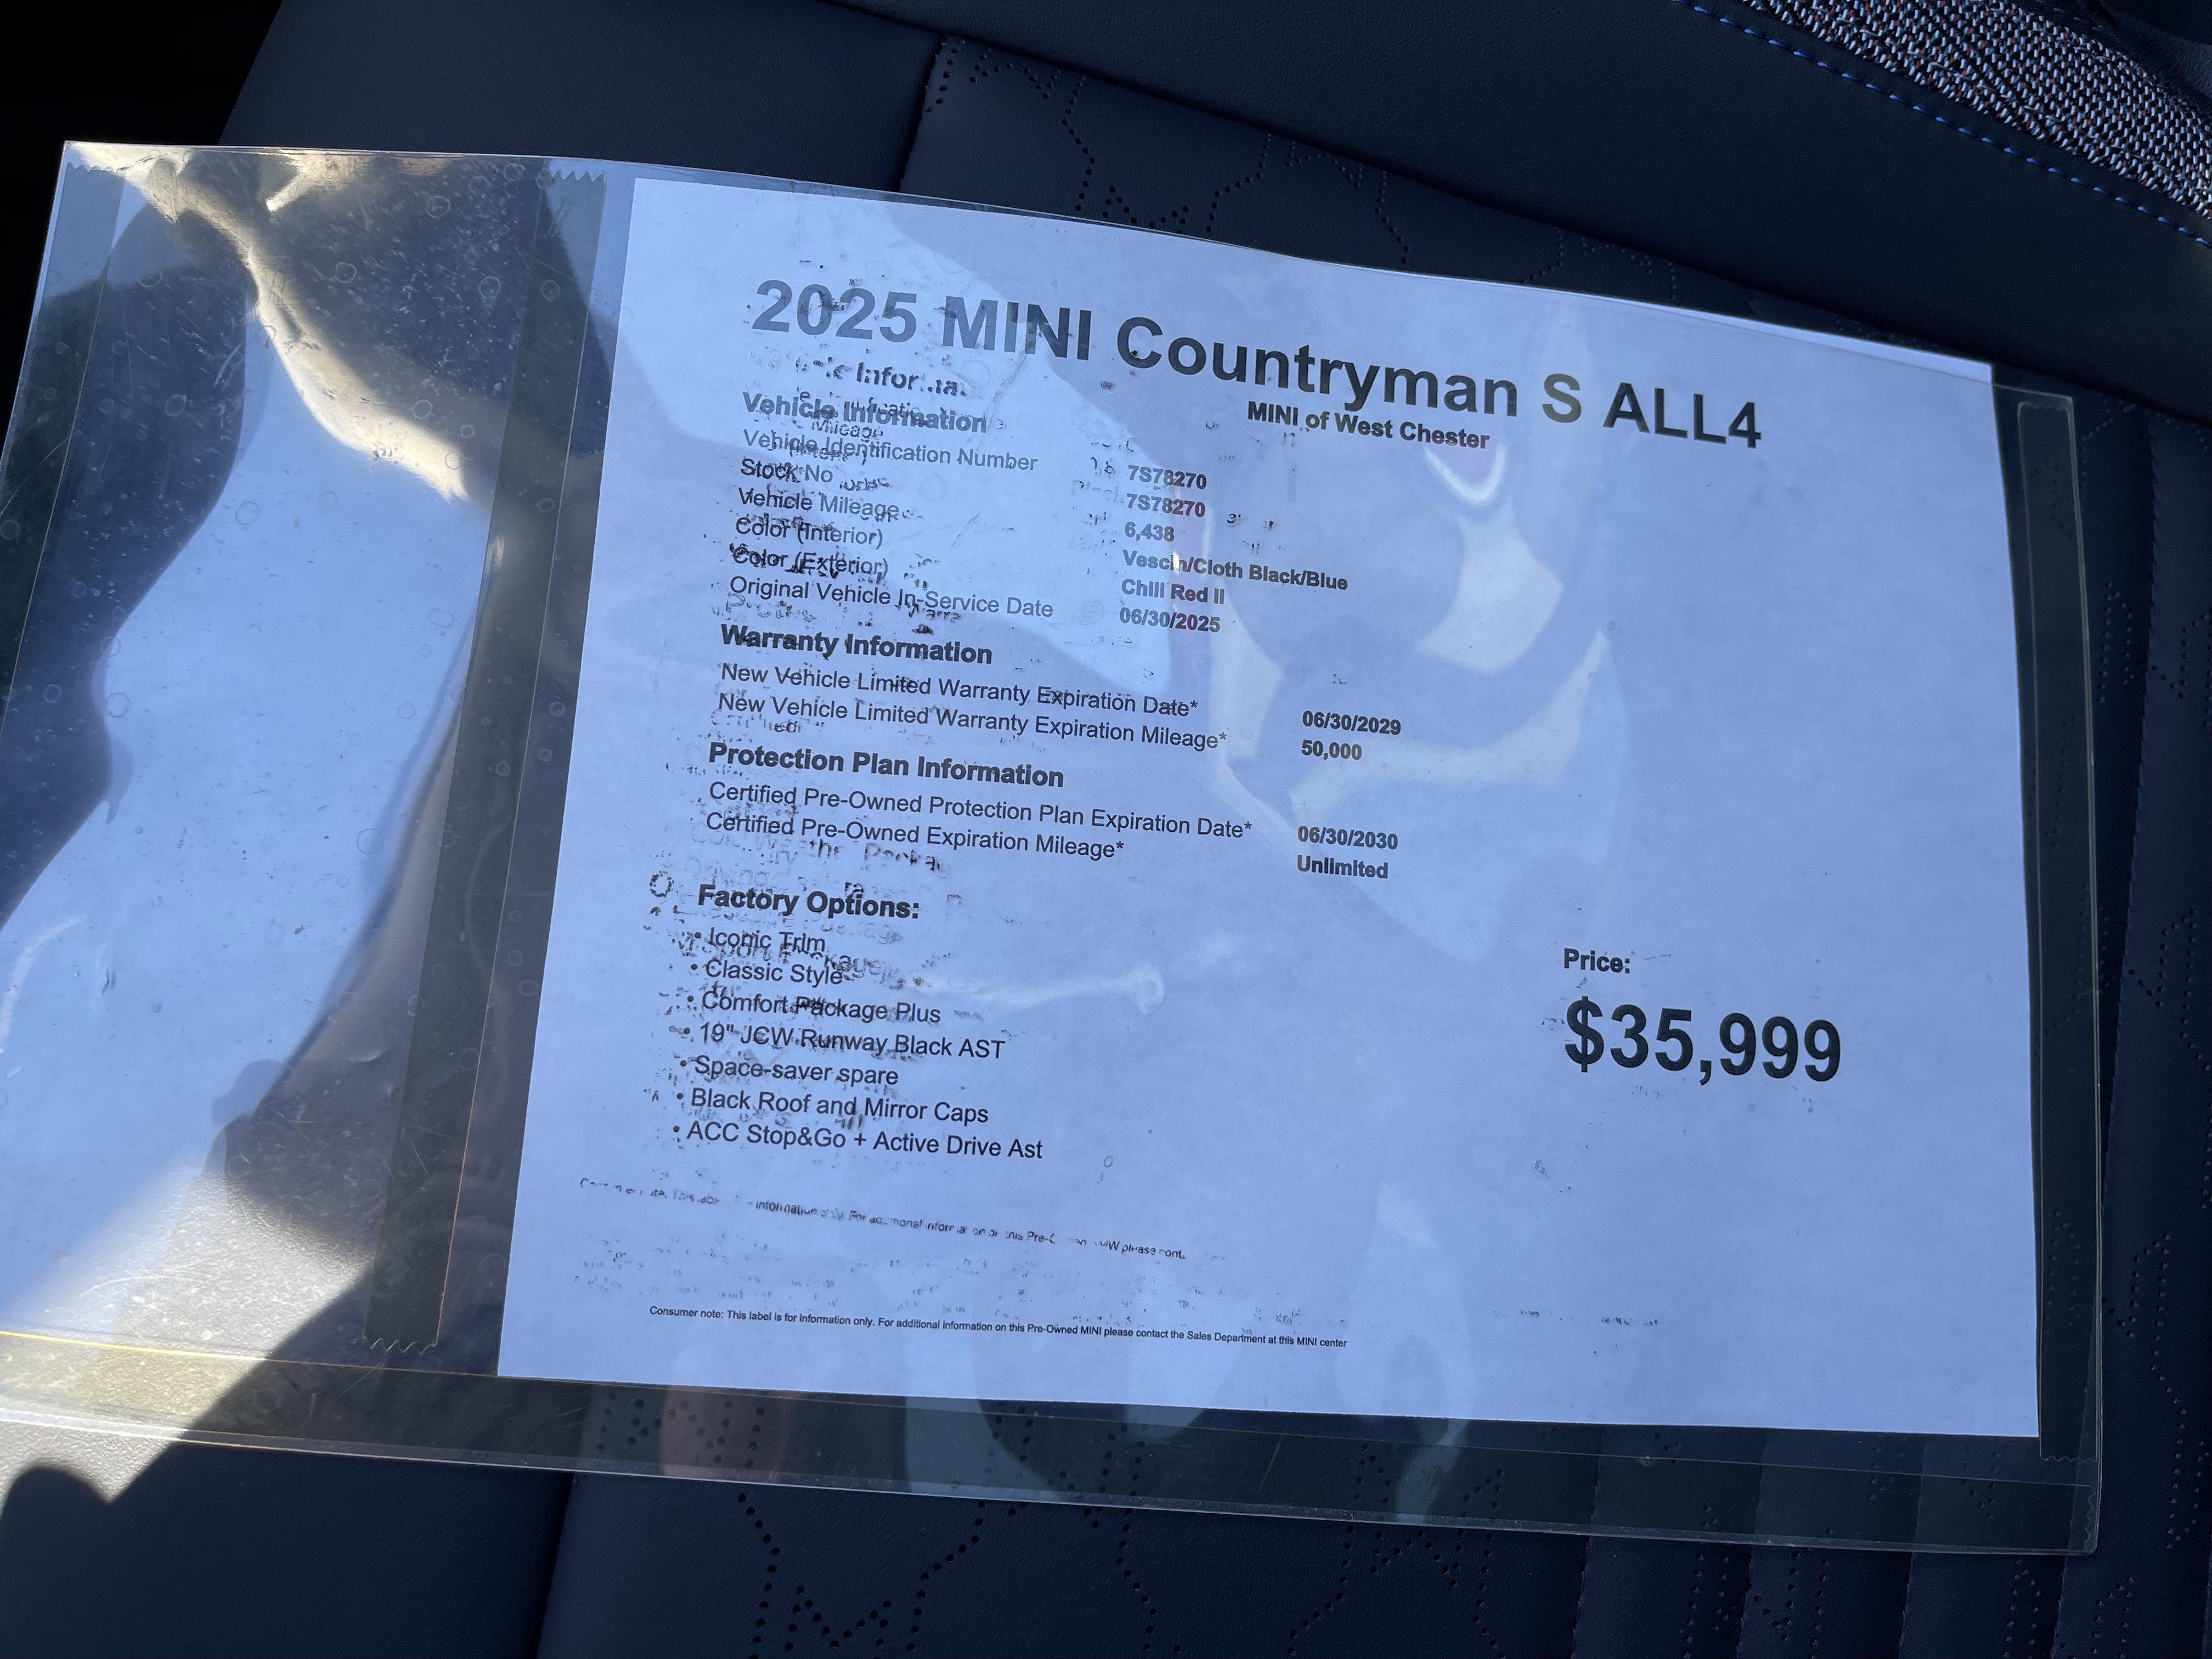 2025 MINI Countryman S ALL4
MINI of West Chester
Vehicle Information
Vehicle Identification Number 7S78270
Stock No 7S78270
Vehicle Mileage 6,438
Color (Interior) Vescin/Cloth Black/Blue
Color (Exterior) Chili Red II
Original Vehicle In-Service Date 06/30/2025
Warranty Information
New Vehicle Limited Warranty Expiration Date* 06/30/2029
New Vehicle Limited Warranty Expiration Mileage* 50,000
Protection Plan Information
Certified Pre-Owned Protection Plan Expiration Date* 06/30/2030
Certified Pre-Owned Expiration Mileage* Unlimited
Factory Options:
• Iconic Trim
• Classic Style
• Comfort Package Plus
• 19" JCW Runway Black AST
• Space-saver spare
• Black Roof and Mirror Caps
• ACC Stop&Go + Active Drive Ast
Price:
$35,999
Consumer note: This label is for information only. For additional information on this Pre-Owned MINI please contact the Sales Department at this MINI center